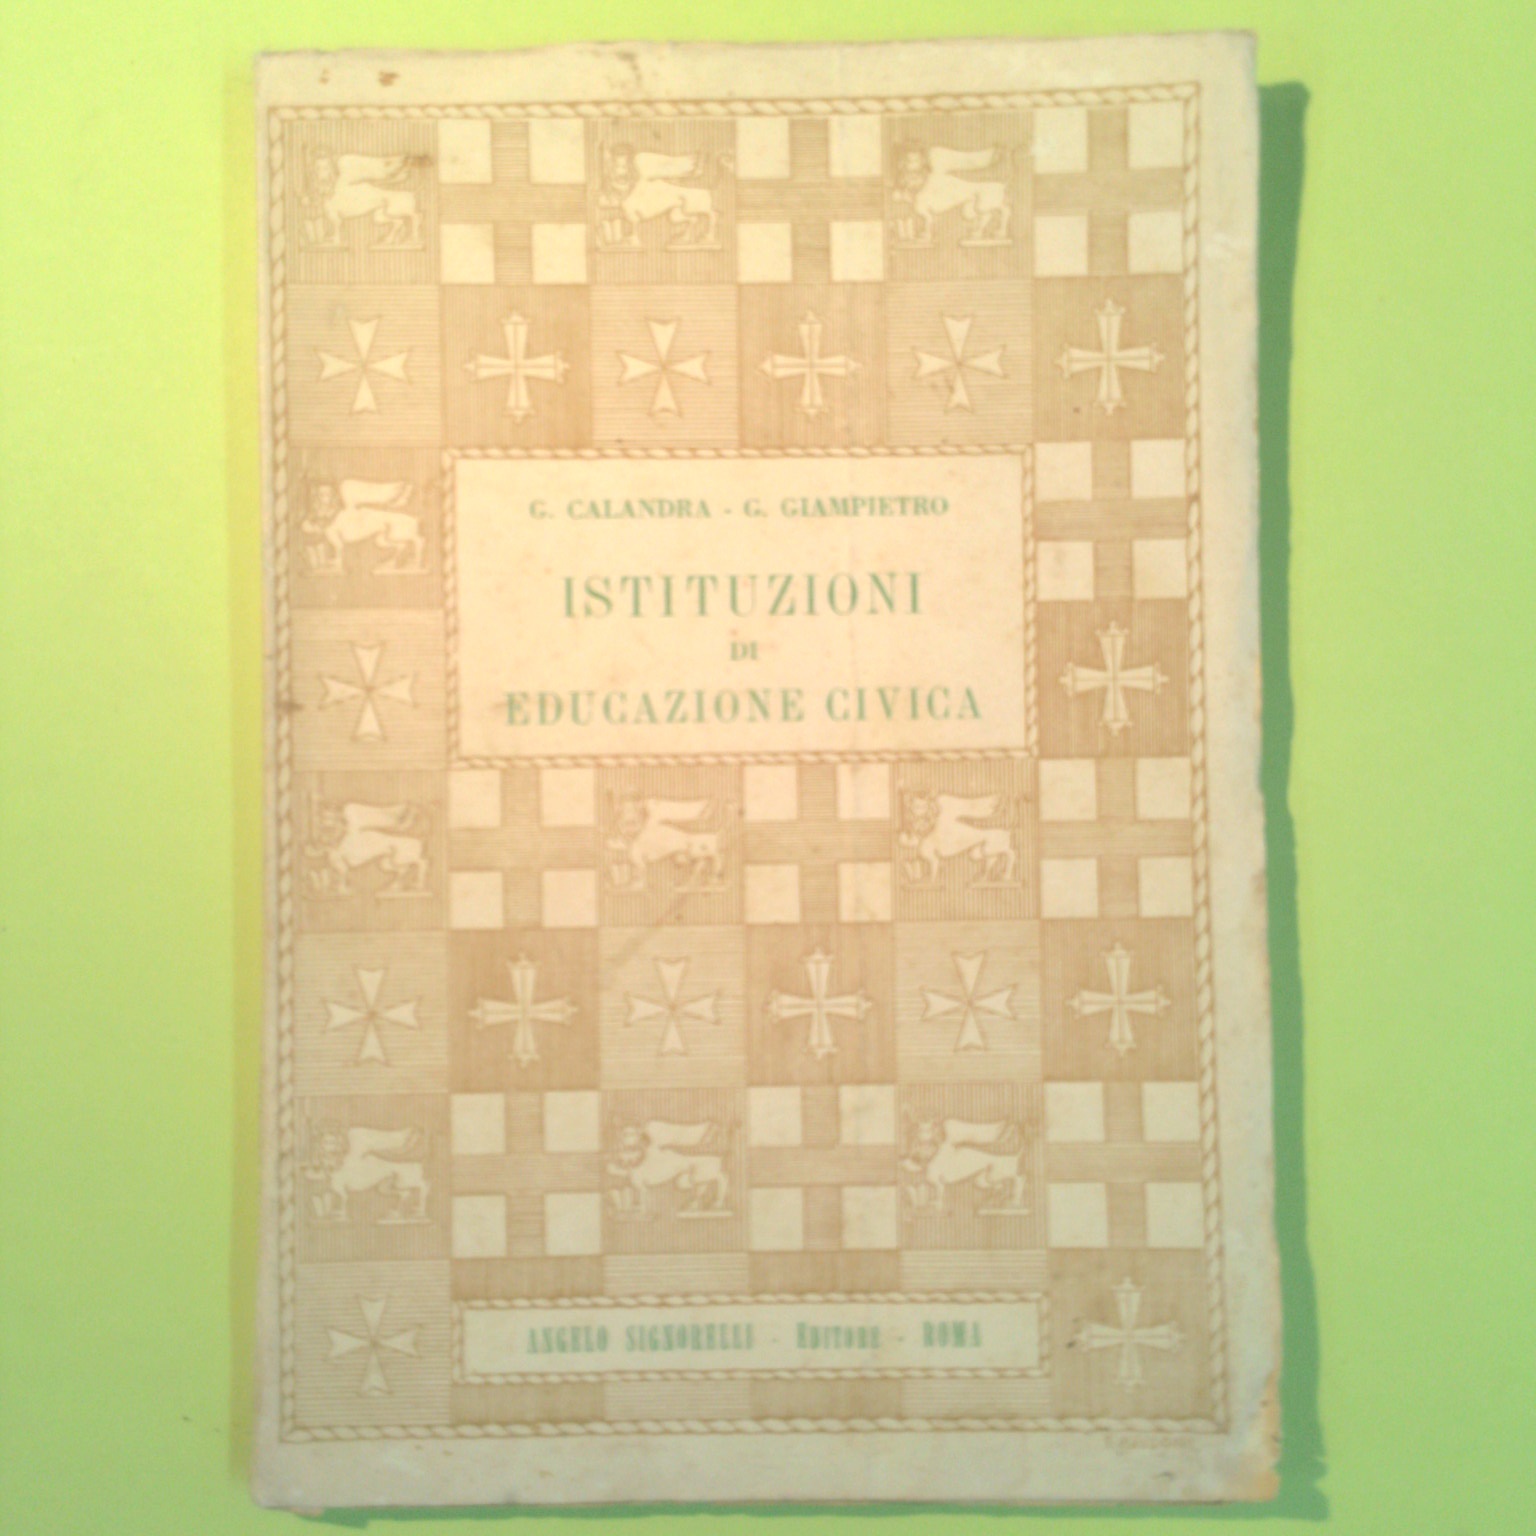 G. CALANDRA - G. GIAMPIETRO
ISTITUZIONI
DI
EDUCAZIONE CIVICA
ANGELO SIGNORELLI - EDITORE - ROMA